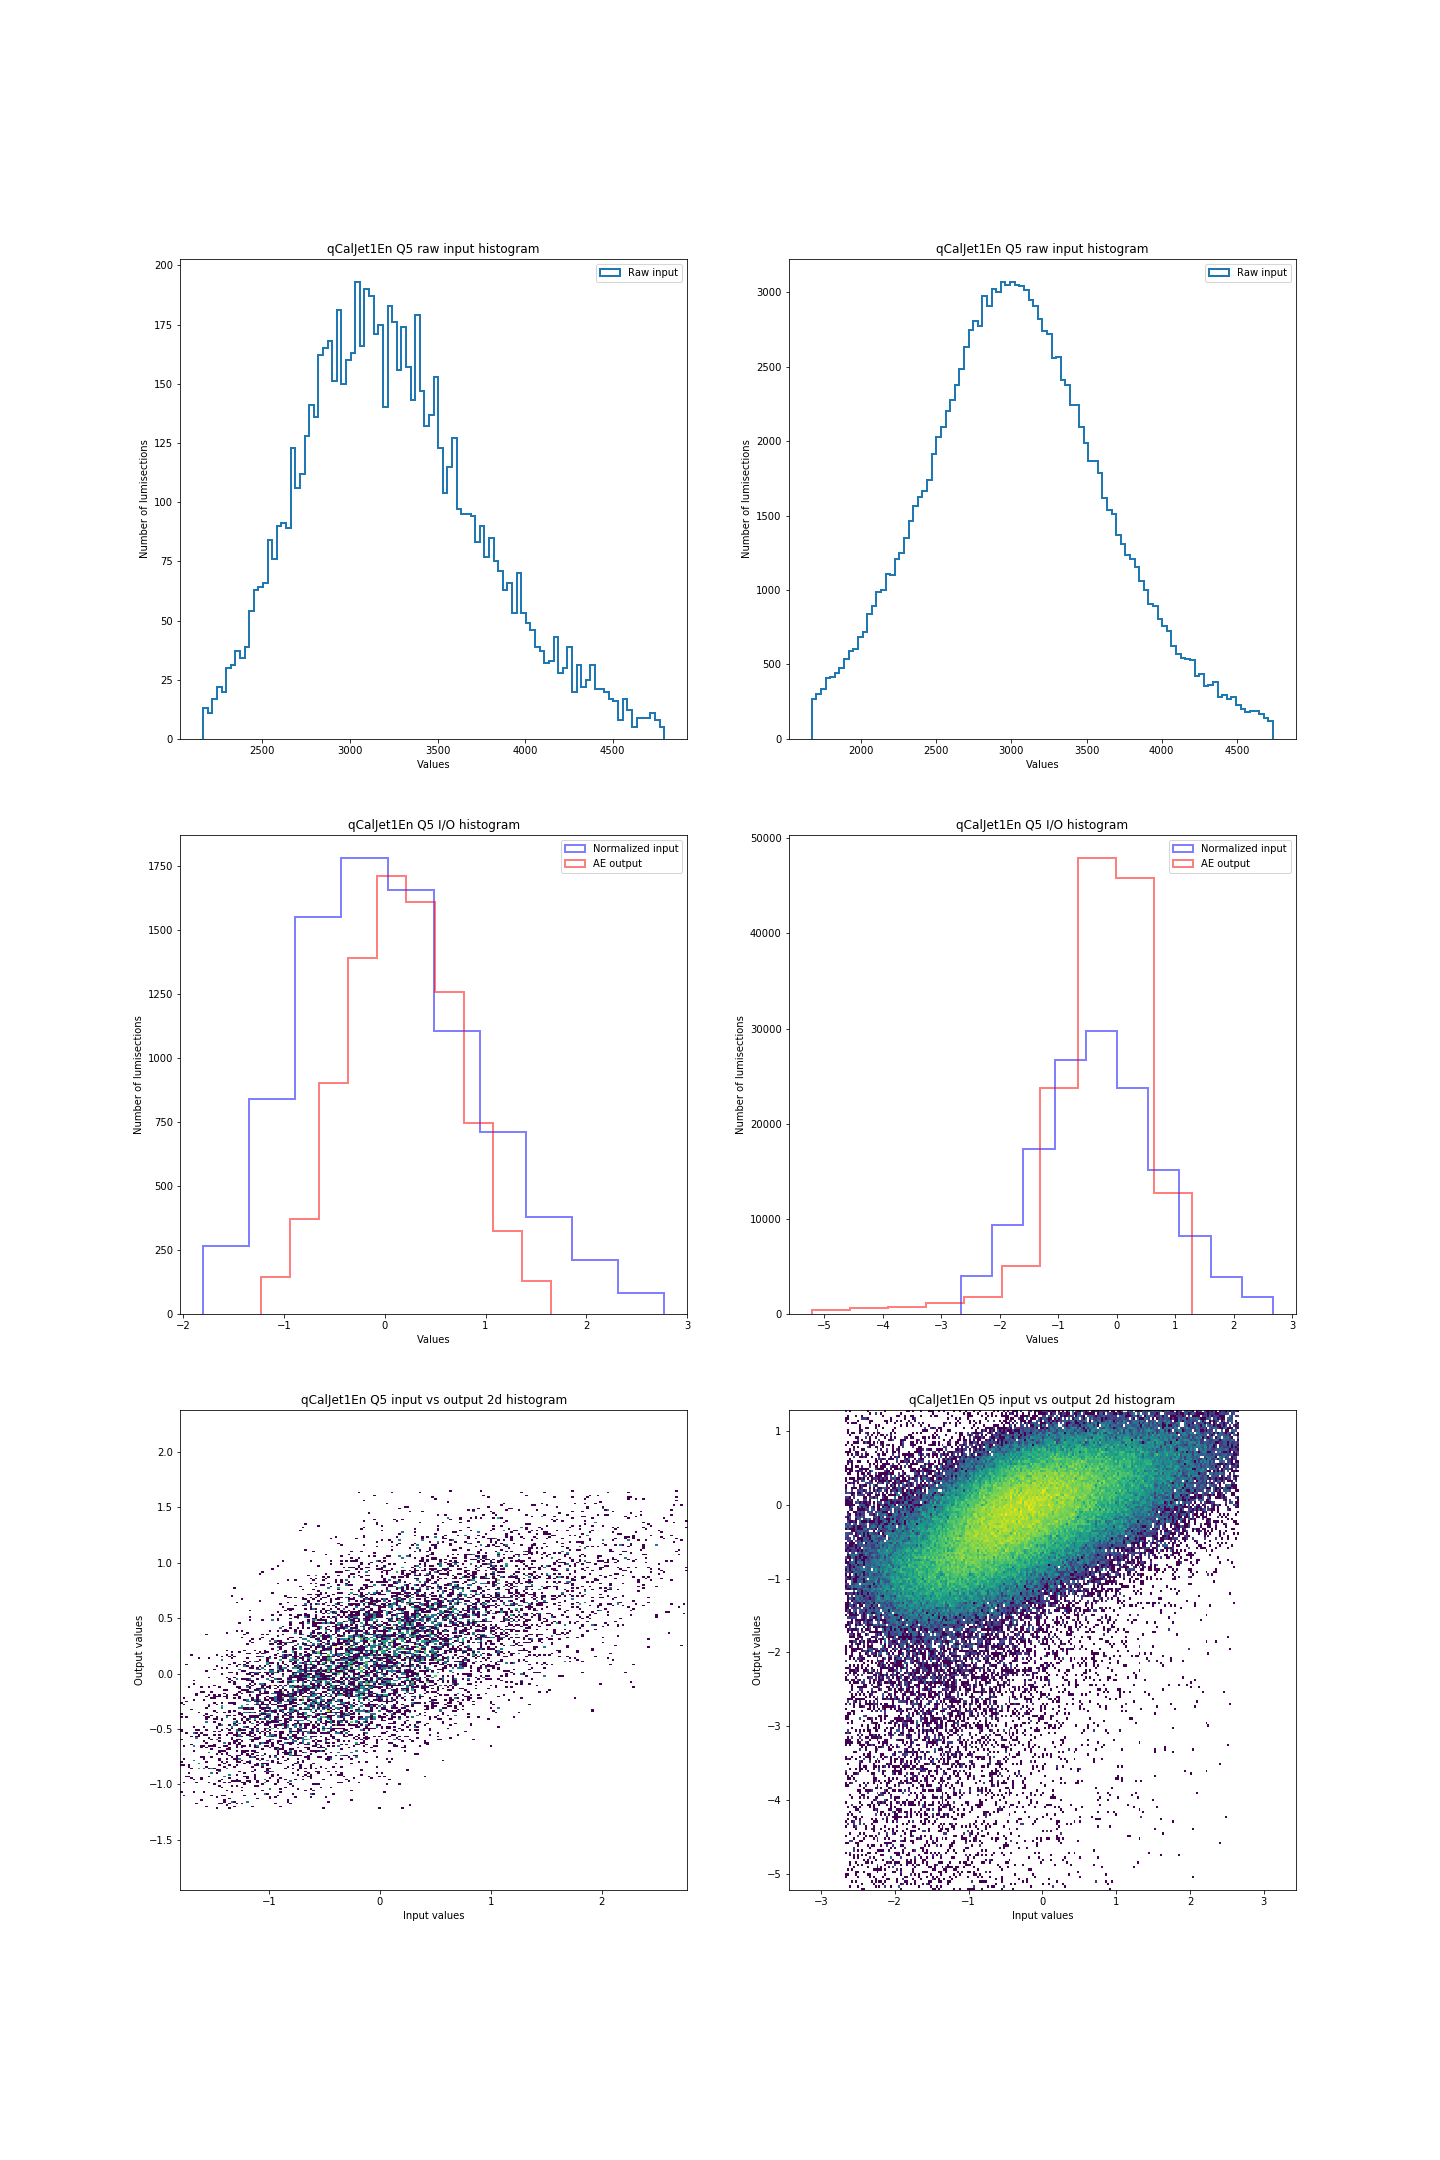 qCalJet1En Q5 raw input histogram
Raw input
200
175
150
125
100
75
50
25
0
Number of lumisections
2500 3000 3500 4000 4500
Values
qCalJet1En Q5 raw input histogram
Raw input
3000
2500
2000
1500
1000
500
0
Number of lumisections
2000 2500 3000 3500 4000 4500
Values
qCalJet1En Q5 I/O histogram
Normalized input
AE output
1750
1500
1250
1000
750
500
250
0
Number of lumisections
−2 −1 0 1 2 3
Values
qCalJet1En Q5 I/O histogram
Normalized input
AE output
50000
40000
30000
20000
10000
0
Number of lumisections
−5 −4 −3 −2 −1 0 1 2 3
Values
qCalJet1En Q5 input vs output 2d histogram
2.0
1.5
1.0
0.5
0.0
−0.5
−1.0
−1.5
Output values
−1 0 1 2
Input values
qCalJet1En Q5 input vs output 2d histogram
1
0
−1
−2
−3
−4
−5
Output values
−3 −2 −1 0 1 2 3
Input values